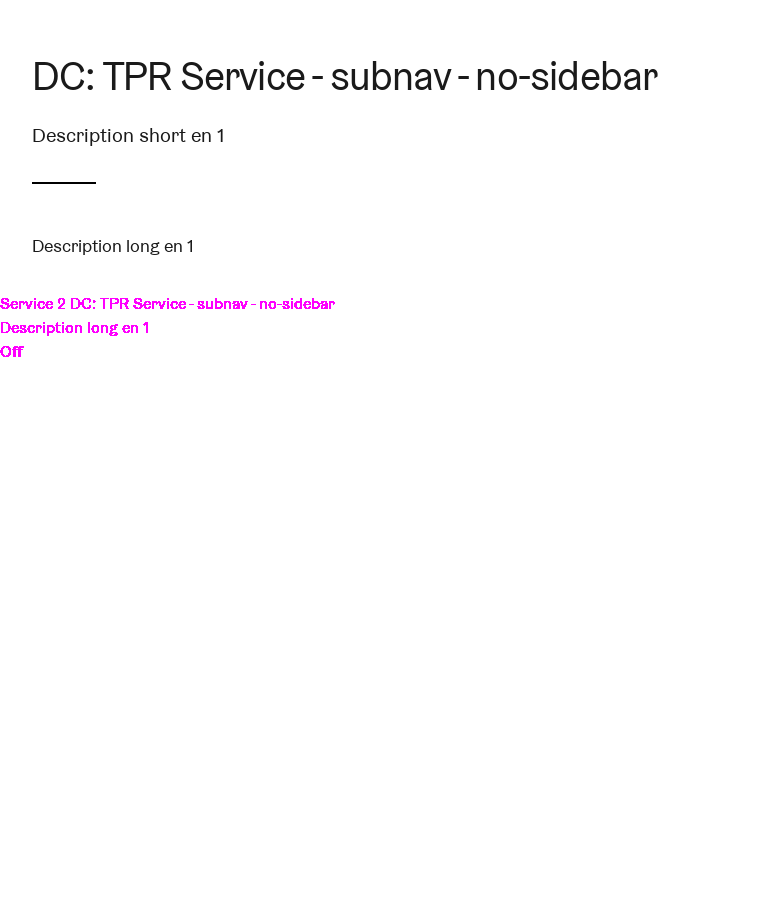 DC: TPR Service - subnav - no-sidebar
Description short en 1
Description long en 1
Service 2 DC: TPR Service - subnav - no-sidebar
Description long en 1
Off